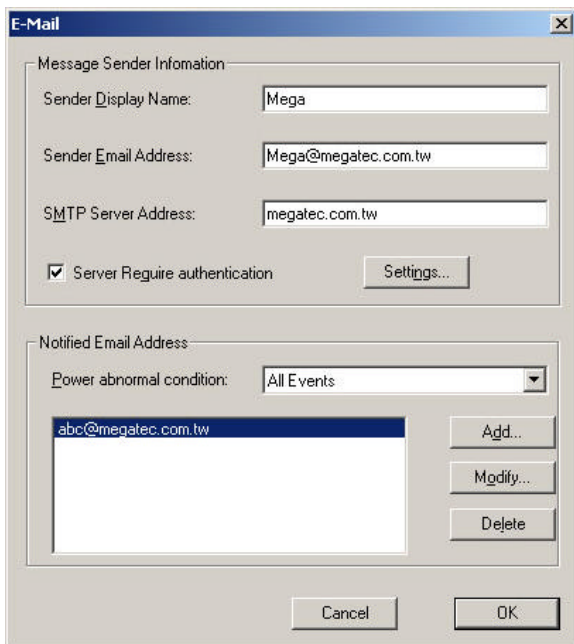 E-Mail
Message Sender Infomation
Sender Display Name: Mega
Sender Email Address: Mega@megatec.com.tw
SMTP Server Address: megatec.com.tw
Server Reguire authentication Settings...
Notified Email Address
Power abnormal condition: All Events
abc@megatec.com.tw
Add...
Modify...
Delete
Cancel OK